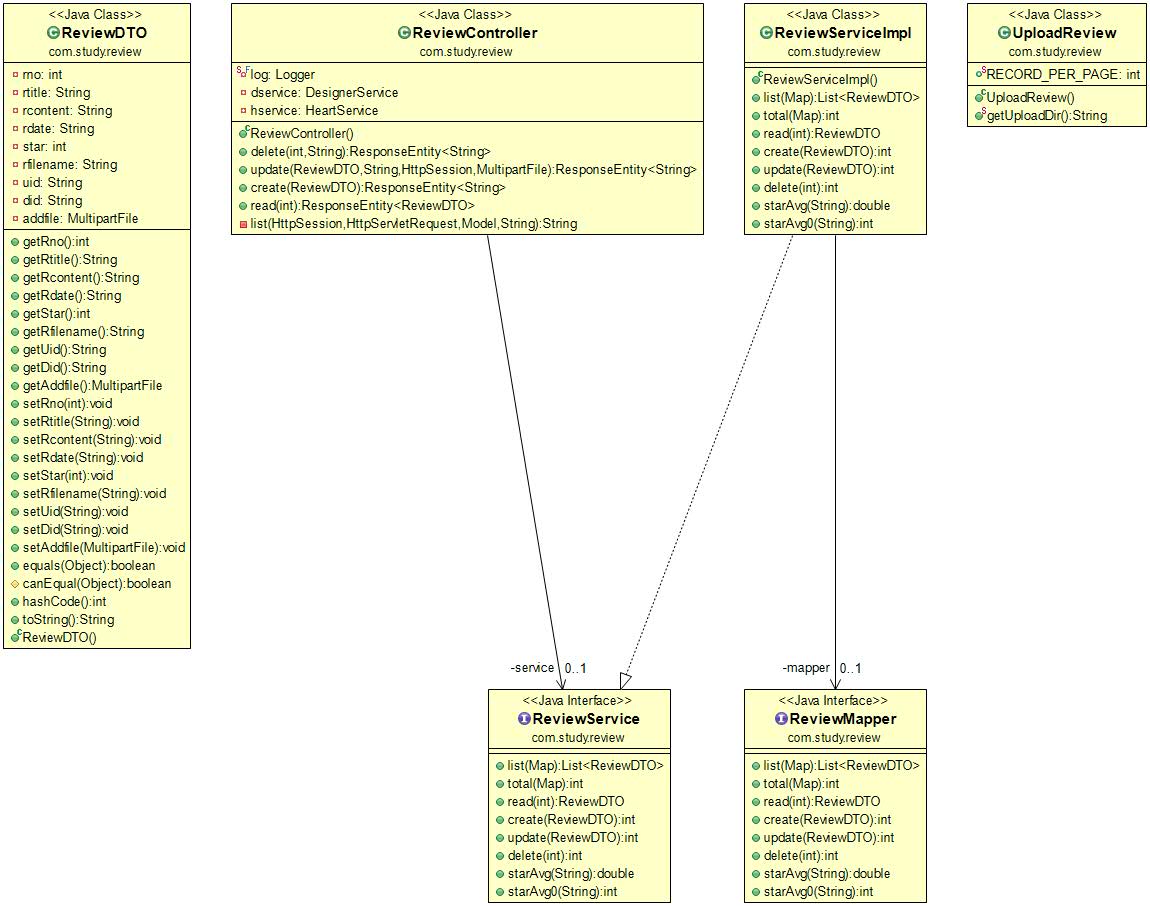 <<Java Class>>
ReviewDTO
com.study.review
rno: int
rtitle: String
rcontent: String
rdate: String
star: int
rfilename: String
uid: String
did: String
addfile: MultipartFile
getRno():int
getRtitle():String
getRcontent():String
getRdate():String
getStar():int
getRfilename():String
getUid():String
getDid():String
getAddfile():MultipartFile
setRno(int):void
setRtitle(String):void
setRcontent(String):void
setRdate(String):void
setStar(int):void
setRfilename(String):void
setUid(String):void
setDid(String):void
setAddfile(MultipartFile):void
equals(Object):boolean
canEqual(Object):boolean
hashCode():int
toString():String
ReviewDTO()
<<Java Class>>
ReviewController
com.study.review
log: Logger
dservice: DesignerService
hservice: HeartService
ReviewController()
delete(int,String):ResponseEntity<String>
update(ReviewDTO,String,HttpSession,MultipartFile):ResponseEntity<String>
create(ReviewDTO):ResponseEntity<String>
read(int):ResponseEntity<ReviewDTO>
list(HttpSession,HttpServletRequest,Model,String):String
<<Java Class>>
ReviewServiceImpl
com.study.review
ReviewServiceImpl()
list(Map):List<ReviewDTO>
total(Map):int
read(int):ReviewDTO
create(ReviewDTO):int
update(ReviewDTO):int
delete(int):int
starAvg(String):double
starAvg0(String):int
<<Java Class>>
UploadReview
com.study.review
RECORD_PER_PAGE: int
UploadReview()
getUploadDir():String
-service 0..1
-mapper 0..1
<<Java Interface>>
ReviewService
com.study.review
list(Map):List<ReviewDTO>
total(Map):int
read(int):ReviewDTO
create(ReviewDTO):int
update(ReviewDTO):int
delete(int):int
starAvg(String):double
starAvg0(String):int
<<Java Interface>>
ReviewMapper
com.study.review
list(Map):List<ReviewDTO>
total(Map):int
read(int):ReviewDTO
create(ReviewDTO):int
update(ReviewDTO):int
delete(int):int
starAvg(String):double
starAvg0(String):int